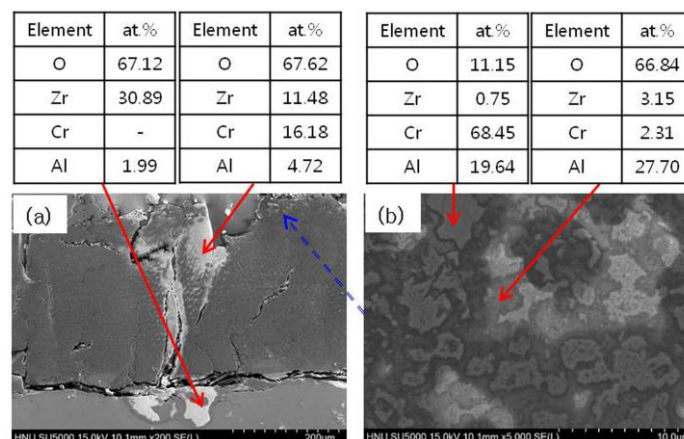 Element at.% Element at.%
O 67.12 O 67.62
Zr 30.89 Zr 11.48
Cr - Cr 16.18
Al 1.99 Al 4.72
Element at.% Element at.%
O 11.15 O 66.84
Zr 0.75 Zr 3.15
Cr 68.45 Cr 2.31
Al 19.64 Al 27.70
(a)
(b)
HNU SU5000 15.0kV 10.1mm x200 SE(L) 200um
HNU SU5000 15.0kV 10.1mm x5.000 SE(L) 10.0u